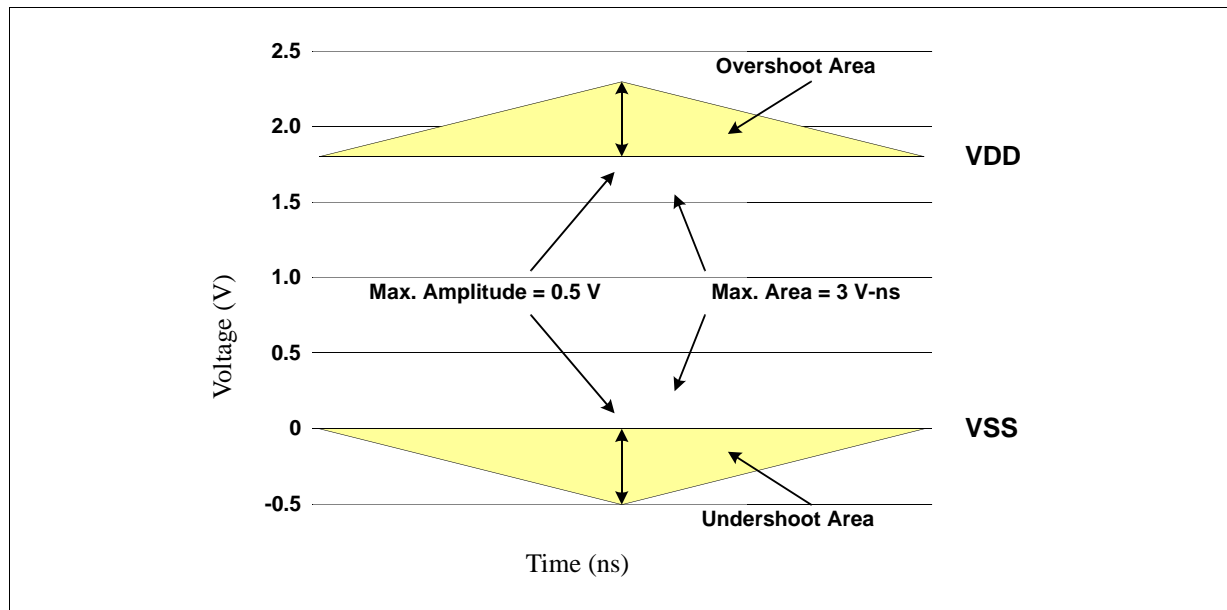 2.5
Overshoot Area
2.0
VDD
1.5
1.0
Max. Amplitude = 0.5 V
Max. Area = 3 V-ns
Voltage (V)
0.5
0
VSS
-0.5
Undershoot Area
Time (ns)